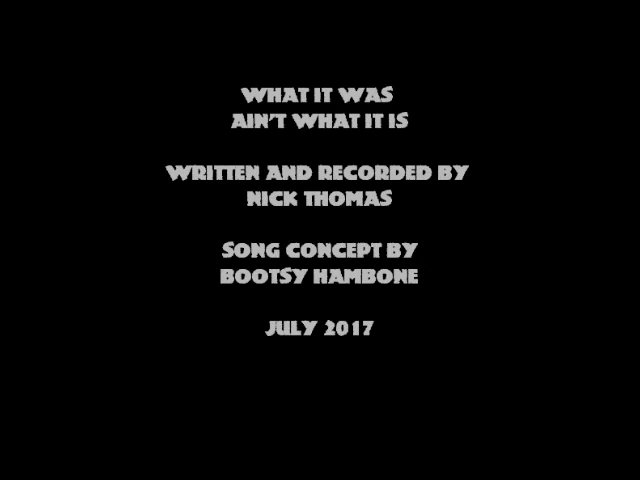 WHAT IT WAS
AIN'T WHAT IT IS
WRITTEN AND RECORDED BY
NICK THOMAS
SONG CONCEPT BY
BOOTSY HAMBONE
JULY 2017